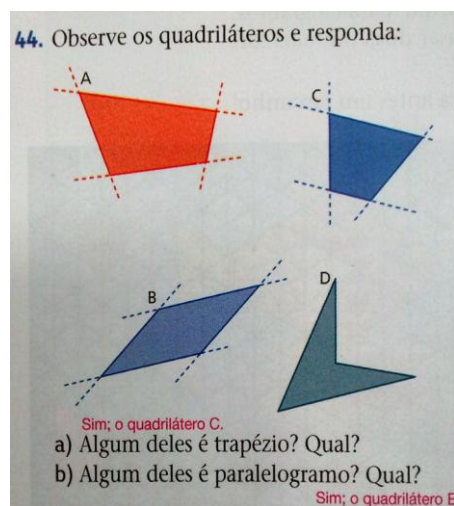 44. Observe os quadriláteros e responda:
A
C
B
D
Sim; o quadrilátero C.
a) Algum deles é trapézio? Qual?
b) Algum deles é paralelogramo? Qual?
Sim; o quadrilátero